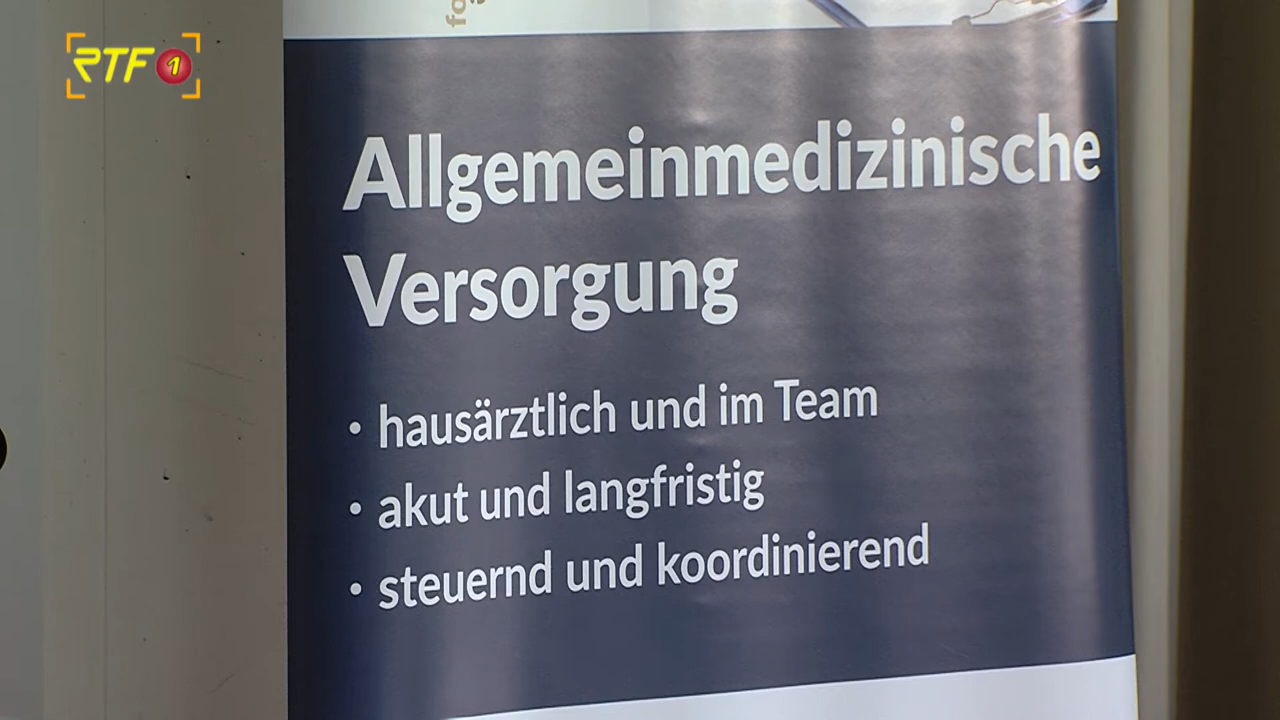 RTF 1
Allgemeinmedizinische
Versorgung
• hausärztlich und im Team
• akut und langfristig
• steuernd und koordinierend